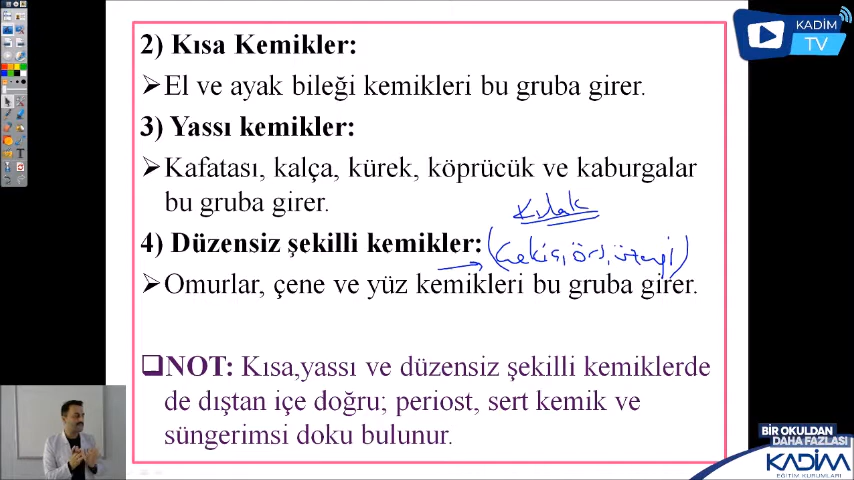 2) Kısa Kemikler:
➢El ve ayak bileği kemikleri bu gruba girer.
3) Yassı kemikler:
➢Kafatası, kalça, kürek, köprücük ve kaburgalar
bu gruba girer.
Kulak
4) Düzensiz şekilli kemikler: (Çekiç, örs, üzengi)
➢Omurlar, çene ve yüz kemikleri bu gruba girer.
❑NOT: Kısa,yassı ve düzensiz şekilli kemiklerde
de dıştan içe doğru; periost, sert kemik ve
süngerimsi doku bulunur.
KADİM
TV
BİR OKULDAN
DAHA FAZLASI
KADİM
EĞİTİM KURUMLARI